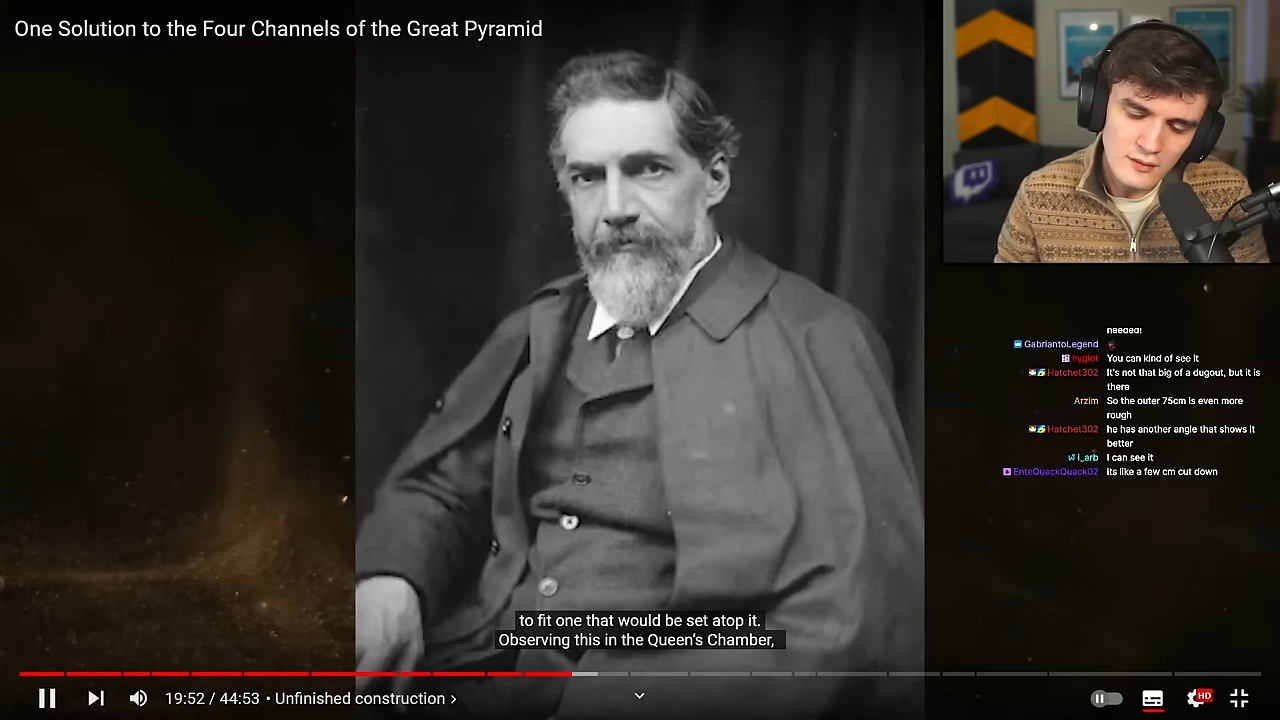 One Solution to the Four Channels of the Great Pyramid
needed!
GabriantoLegend
hyglot You can kind of see it
Hatchet302 It's not that big of a dugout, but it is
there
Arzim So the outer 75cm is even more
rough
Hatchet302 he has another angle that shows it
better
i_arb I can see it
EnteQuackQuack02 its like a few cm cut down
to fit one that would be set atop it.
Observing this in the Queen's Chamber,
19:52 / 44:53 • Unfinished construction ›
HD